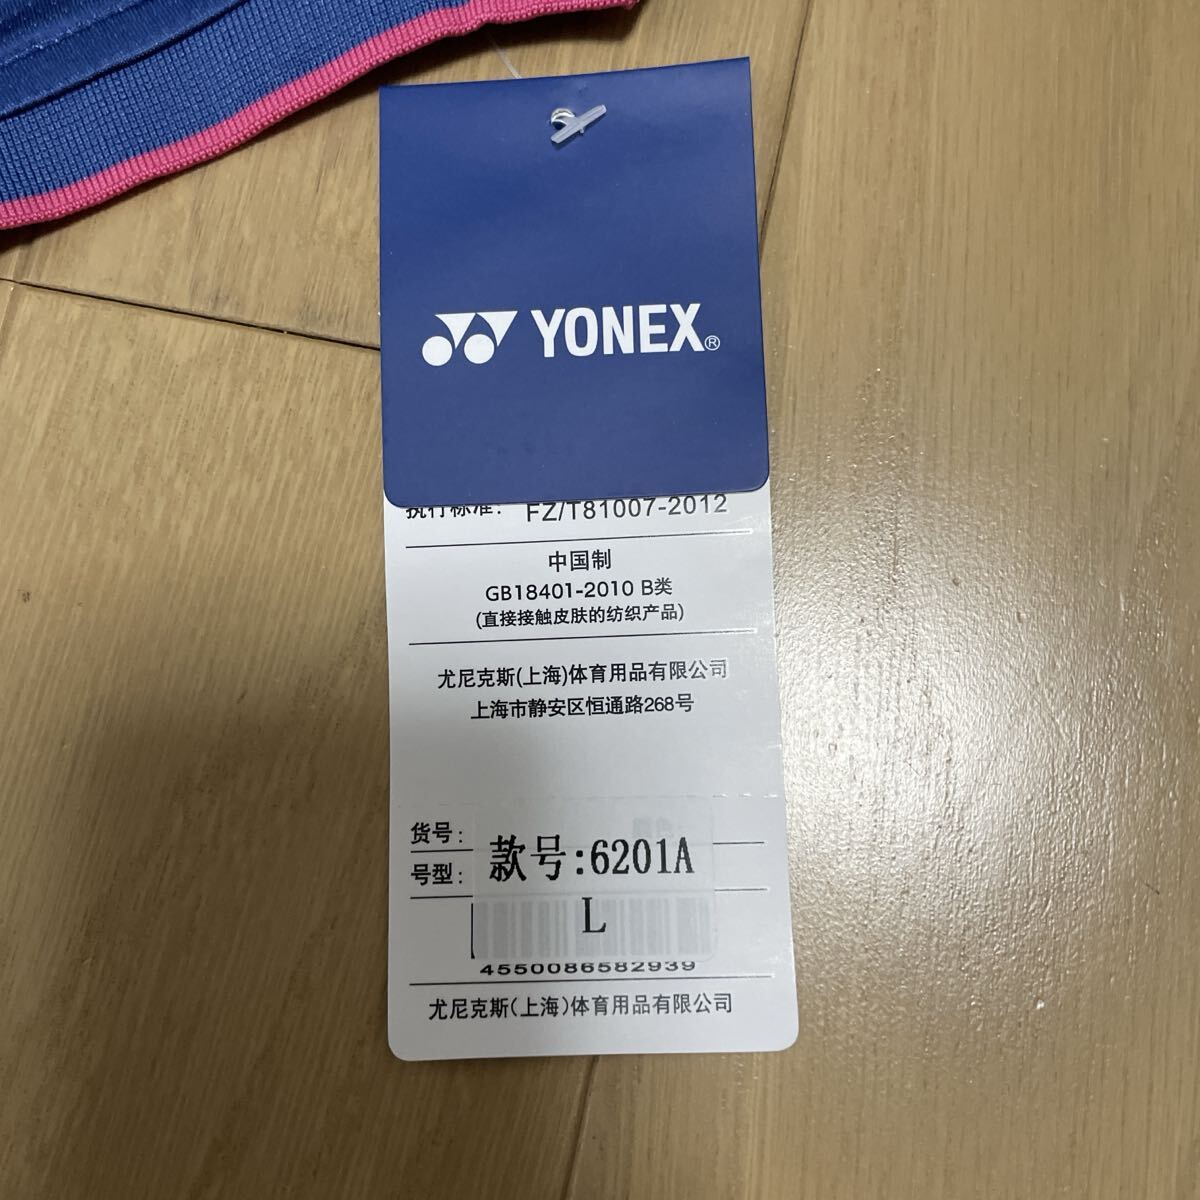 YONEX®
执行标准: FZ/T81007-2012
中国制
GB18401-2010 B类
(直接接触皮肤的纺织产品)
尤尼克斯(上海)体育用品有限公司
上海市静安区恒通路268号
货号:
号型:
款号:6201A
L
4550086582939
尤尼克斯(上海)体育用品有限公司